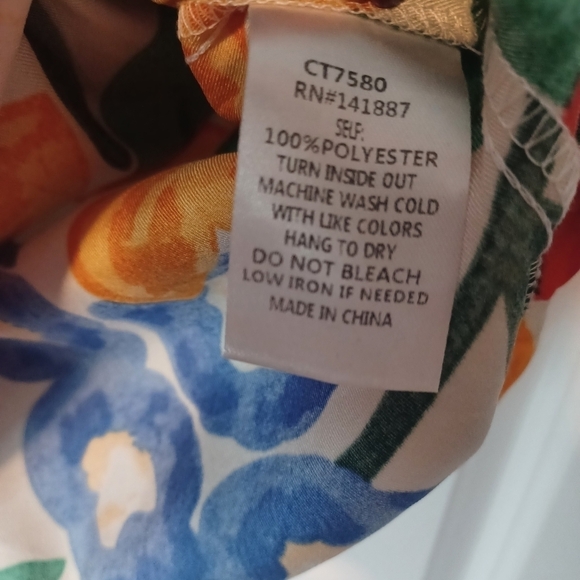 CT7580
RN#141887
SELF:
100%POLYESTER
TURN INSIDE OUT
MACHINE WASH COLD
WITH LIKE COLORS
HANG TO DRY
DO NOT BLEACH
LOW IRON IF NEEDED
MADE IN CHINA